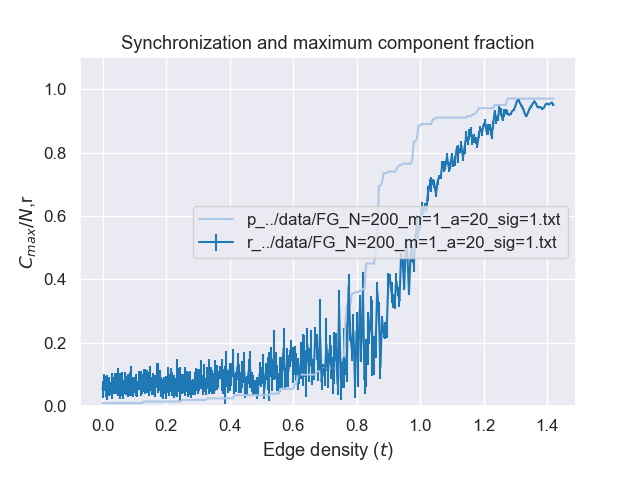 Synchronization and maximum component fraction
1.0
0.8
0.6
0.4
0.2
0.0
C_max/N,r
p_../data/FG_N=200_m=1_a=20_sig=1.txt
r_../data/FG_N=200_m=1_a=20_sig=1.txt
0.0 0.2 0.4 0.6 0.8 1.0 1.2 1.4
Edge density (t)